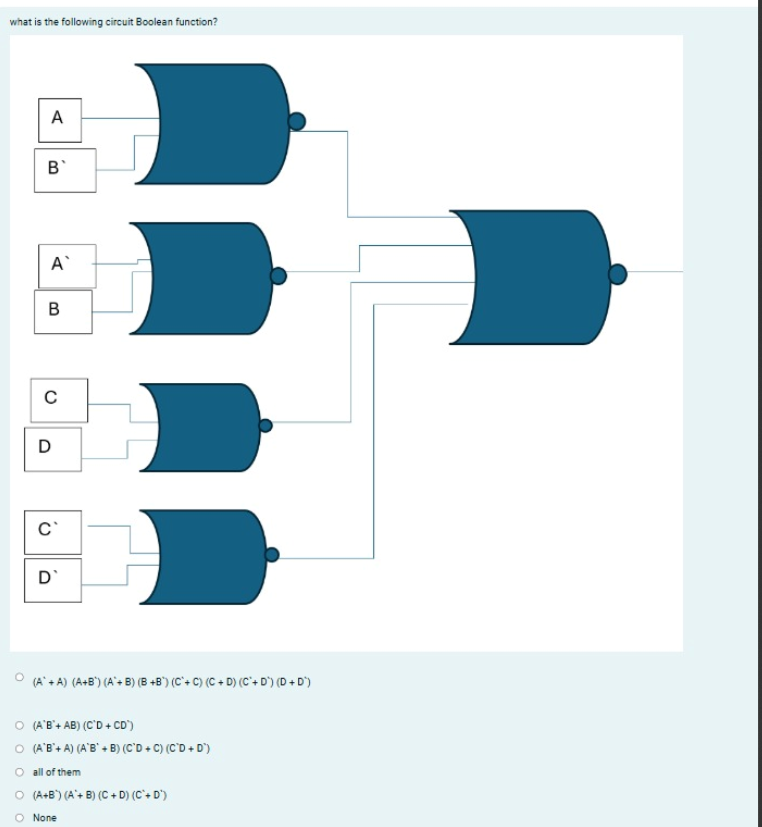 what is the following circuit Boolean function?
A
B`
A`
B
C
D
C`
D`
(A` + A) (A+B`) (A`+ B) (B +B`) (C`+ C) (C + D) (C`+ D`) (D + D`)
(A`B`+ AB) (C`D + CD`)
(A`B`+ A) (A`B` + B) (C`D + C) (C`D + D`)
all of them
(A+B`) (A`+ B) (C + D) (C`+ D`)
None